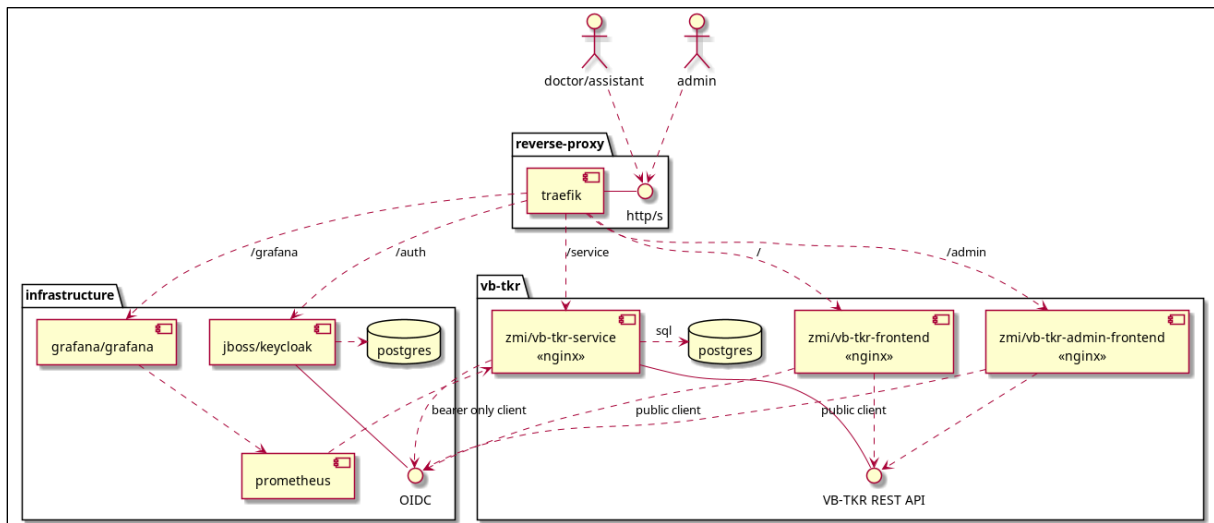 doctor/assistant
admin
reverse-proxy
traefik
http/s
/grafana
/auth
/service
/
/admin
infrastructure
vb-tkr
grafana/grafana
jboss/keycloak
postgres
zmi/vb-tkr-service
«nginx»
sql
postgres
zmi/vb-tkr-frontend
«nginx»
zmi/vb-tkr-admin-frontend
«nginx»
bearer only client
public client
public client
prometheus
OIDC
VB-TKR REST API